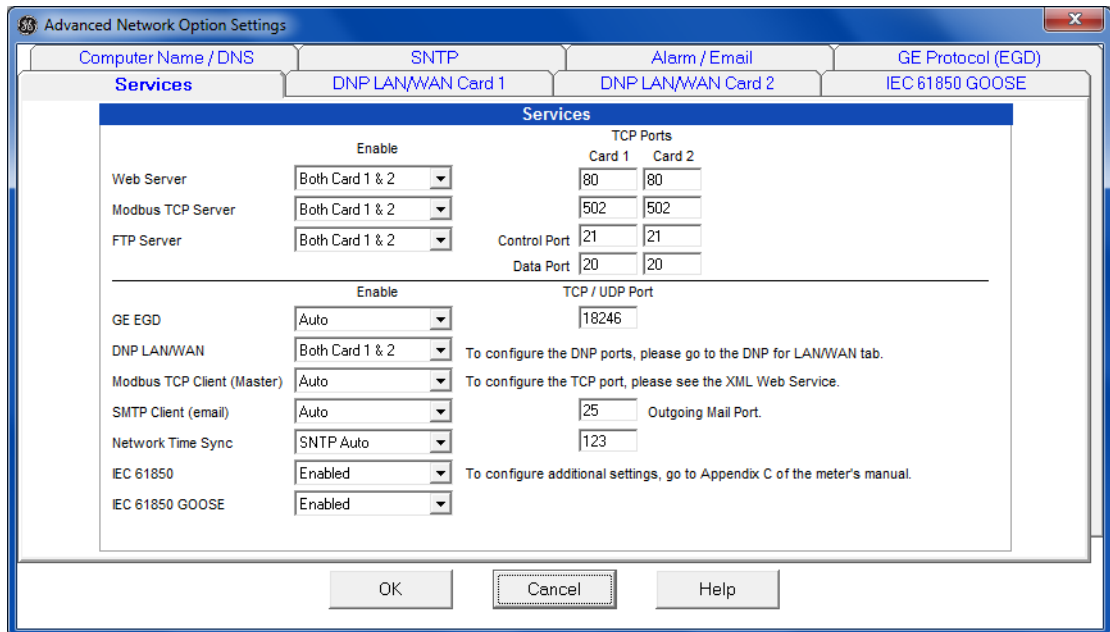 Advanced Network Option Settings
Computer Name / DNS SNTP Alarm / Email GE Protocol (EGD)
Services DNP LAN/WAN Card 1 DNP LAN/WAN Card 2 IEC 61850 GOOSE
Services
TCP Ports
Enable Card 1 Card 2
Web Server Both Card 1 & 2 80 80
Modbus TCP Server Both Card 1 & 2 502 502
FTP Server Both Card 1 & 2 Control Port 21 21
Data Port 20 20
Enable TCP / UDP Port
GE EGD Auto 18246
DNP LAN/WAN Both Card 1 & 2 To configure the DNP ports, please go to the DNP for LAN/WAN tab.
Modbus TCP Client (Master) Auto To configure the TCP port, please see the XML Web Service.
SMTP Client (email) Auto 25 Outgoing Mail Port.
Network Time Sync SNTP Auto 123
IEC 61850 Enabled To configure additional settings, go to Appendix C of the meter's manual.
IEC 61850 GOOSE Enabled
OK Cancel Help